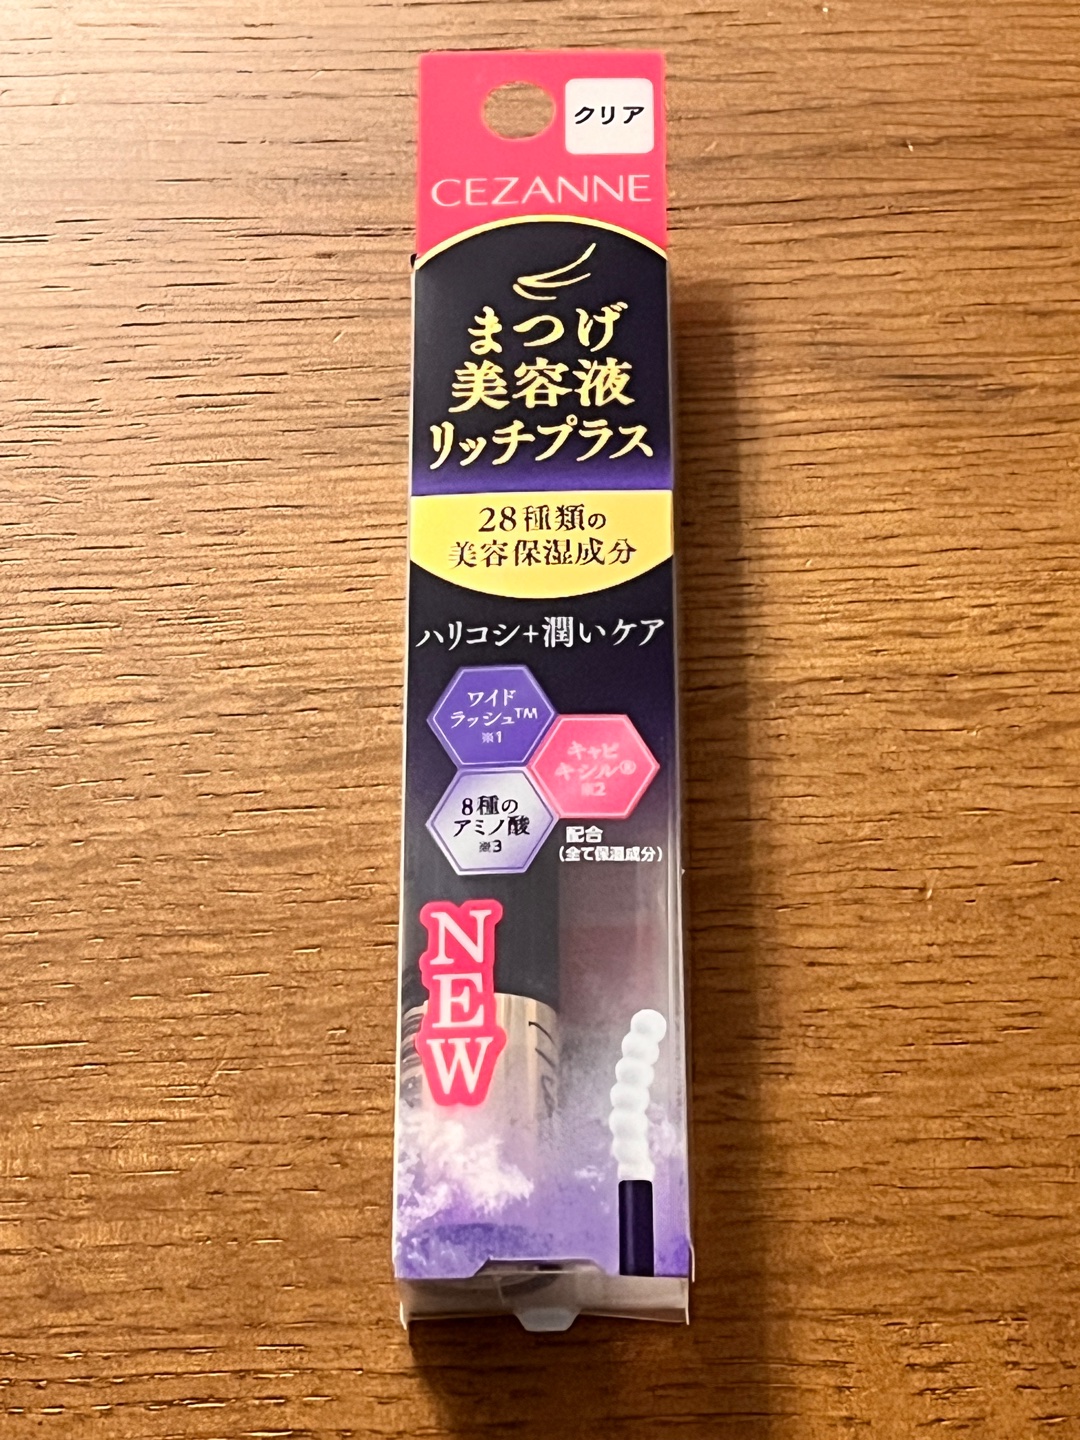 クリア
CEZANNE
まつげ
美容液
リッチプラス
28種類の
美容保湿成分
ハリコシ+潤いケア
ワイド
ラッシュ™
※1
キャピ
キシル®
※2
8種の
アミノ酸
※3
配合
(全て保湿成分)
NEW